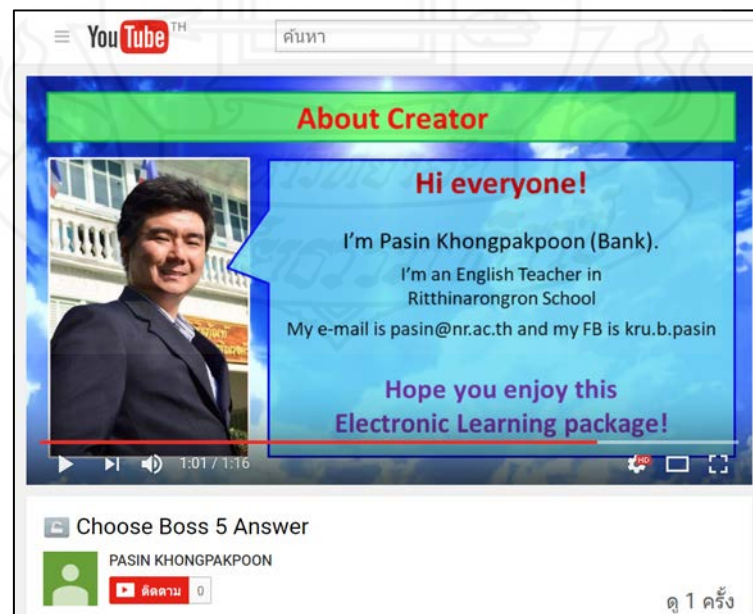 YouTube TH
ค้นหา
About Creator
Hi everyone!
I'm Pasin Khongpakpoon (Bank).
I'm an English Teacher in
Ritthinarongron School
My e-mail is pasin@nr.ac.th and my FB is kru.b.pasin
Hope you enjoy this
Electronic Learning package!
1:01 / 1:16
HD
Choose Boss 5 Answer
PASIN KHONGPAKPOON
ติดตาม 0
ดู 1 ครั้ง